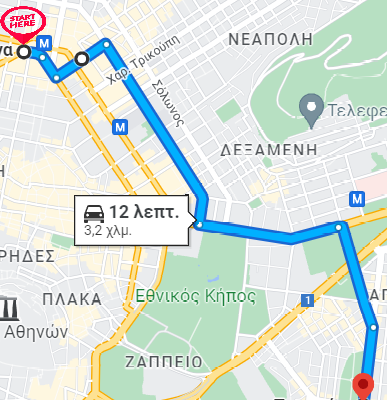 START
HERE
να
M
ΝΕΑΠΟΛΗ
Χαρ. Τρικούπη
Σόλωνος
Τελεφε
M
ΔΕΞΑΜΕΝΗ
M
12 λεπτ.
3,2 χλμ.
ΡΗΔΕΣ
ΠΛΑΚΑ
Εθνικός Κήπος
1
Αθηνών
ΖΑΠΠΕΙΟ